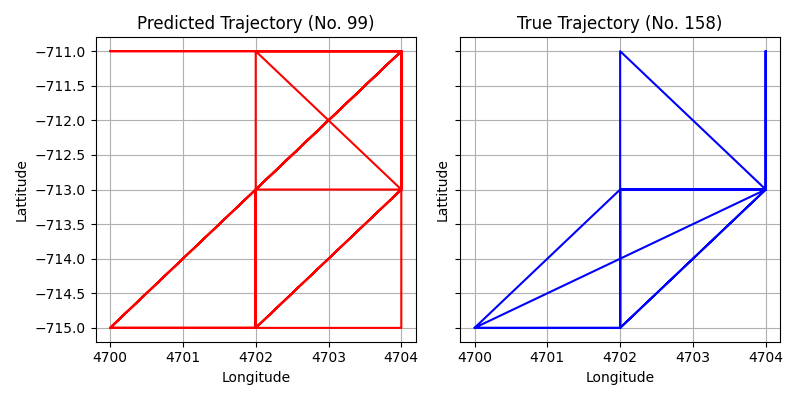 Predicted Trajectory (No. 99)
True Trajectory (No. 158)
−711.0
−711.5
−712.0
−712.5
−713.0
−713.5
−714.0
−714.5
−715.0
Lattitude
Lattitude
4700 4701 4702 4703 4704
4700 4701 4702 4703 4704
Longitude
Longitude